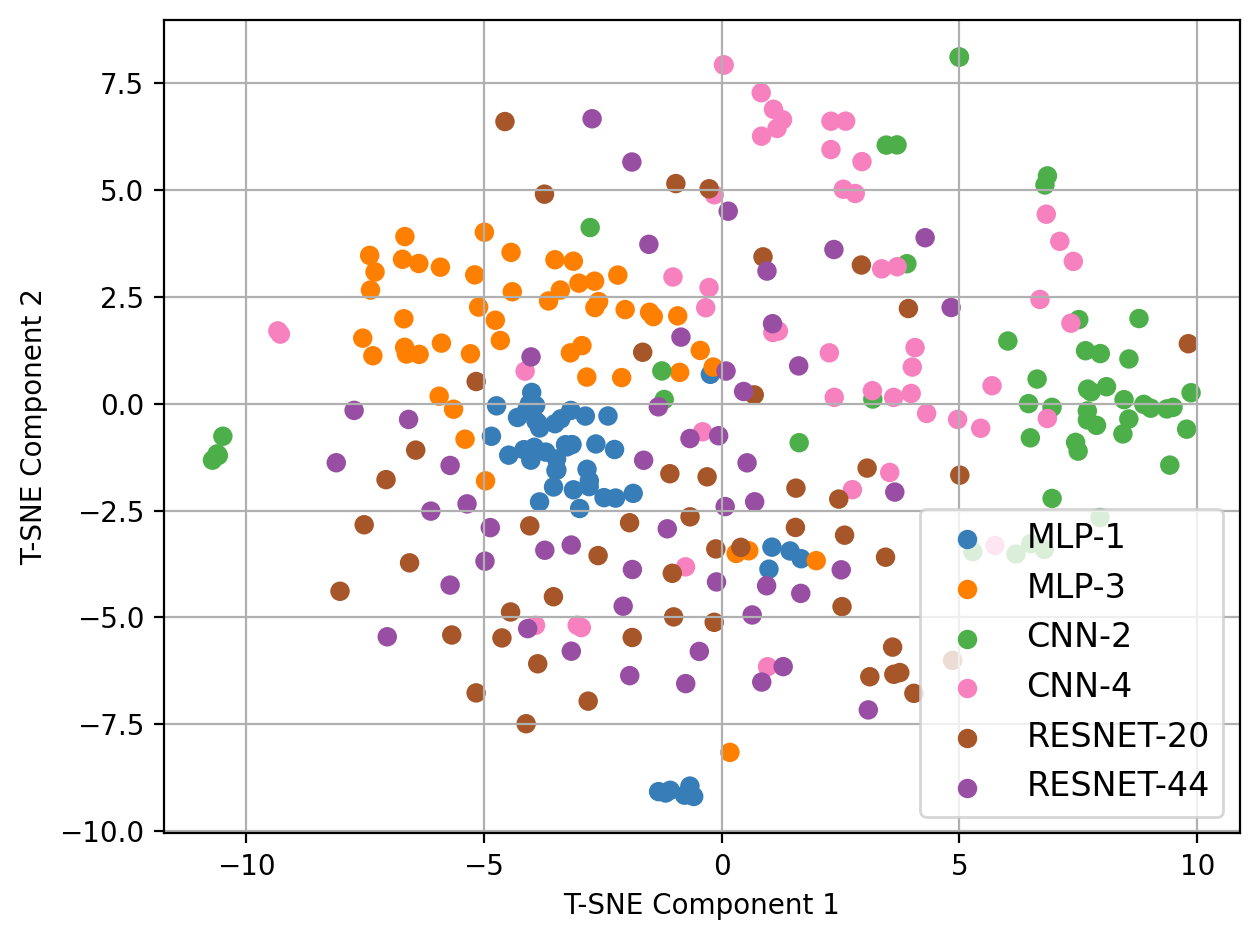 7.5
5.0
2.5
0.0
−2.5
−5.0
−7.5
−10.0
T-SNE Component 2
MLP-1
MLP-3
CNN-2
CNN-4
RESNET-20
RESNET-44
−10 −5 0 5 10
T-SNE Component 1